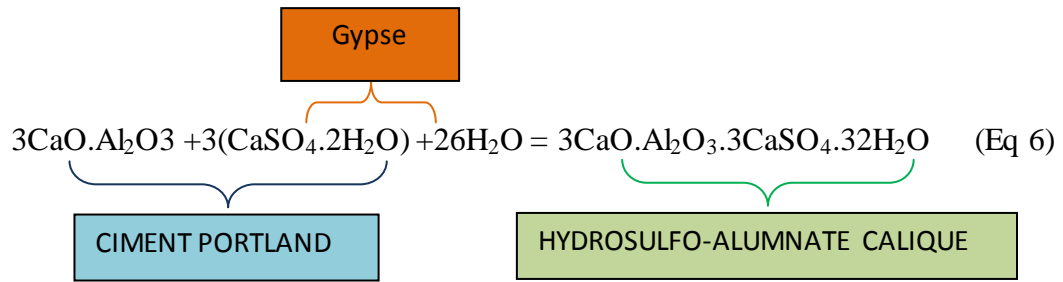 Gypse
3CaO.Al₂O3 +3(CaSO₄.2H₂O) +26H₂O = 3CaO.Al₂O₃.3CaSO₄.32H₂O (Eq 6)
CIMENT PORTLAND
HYDROSULFO-ALUMNATE CALIQUE